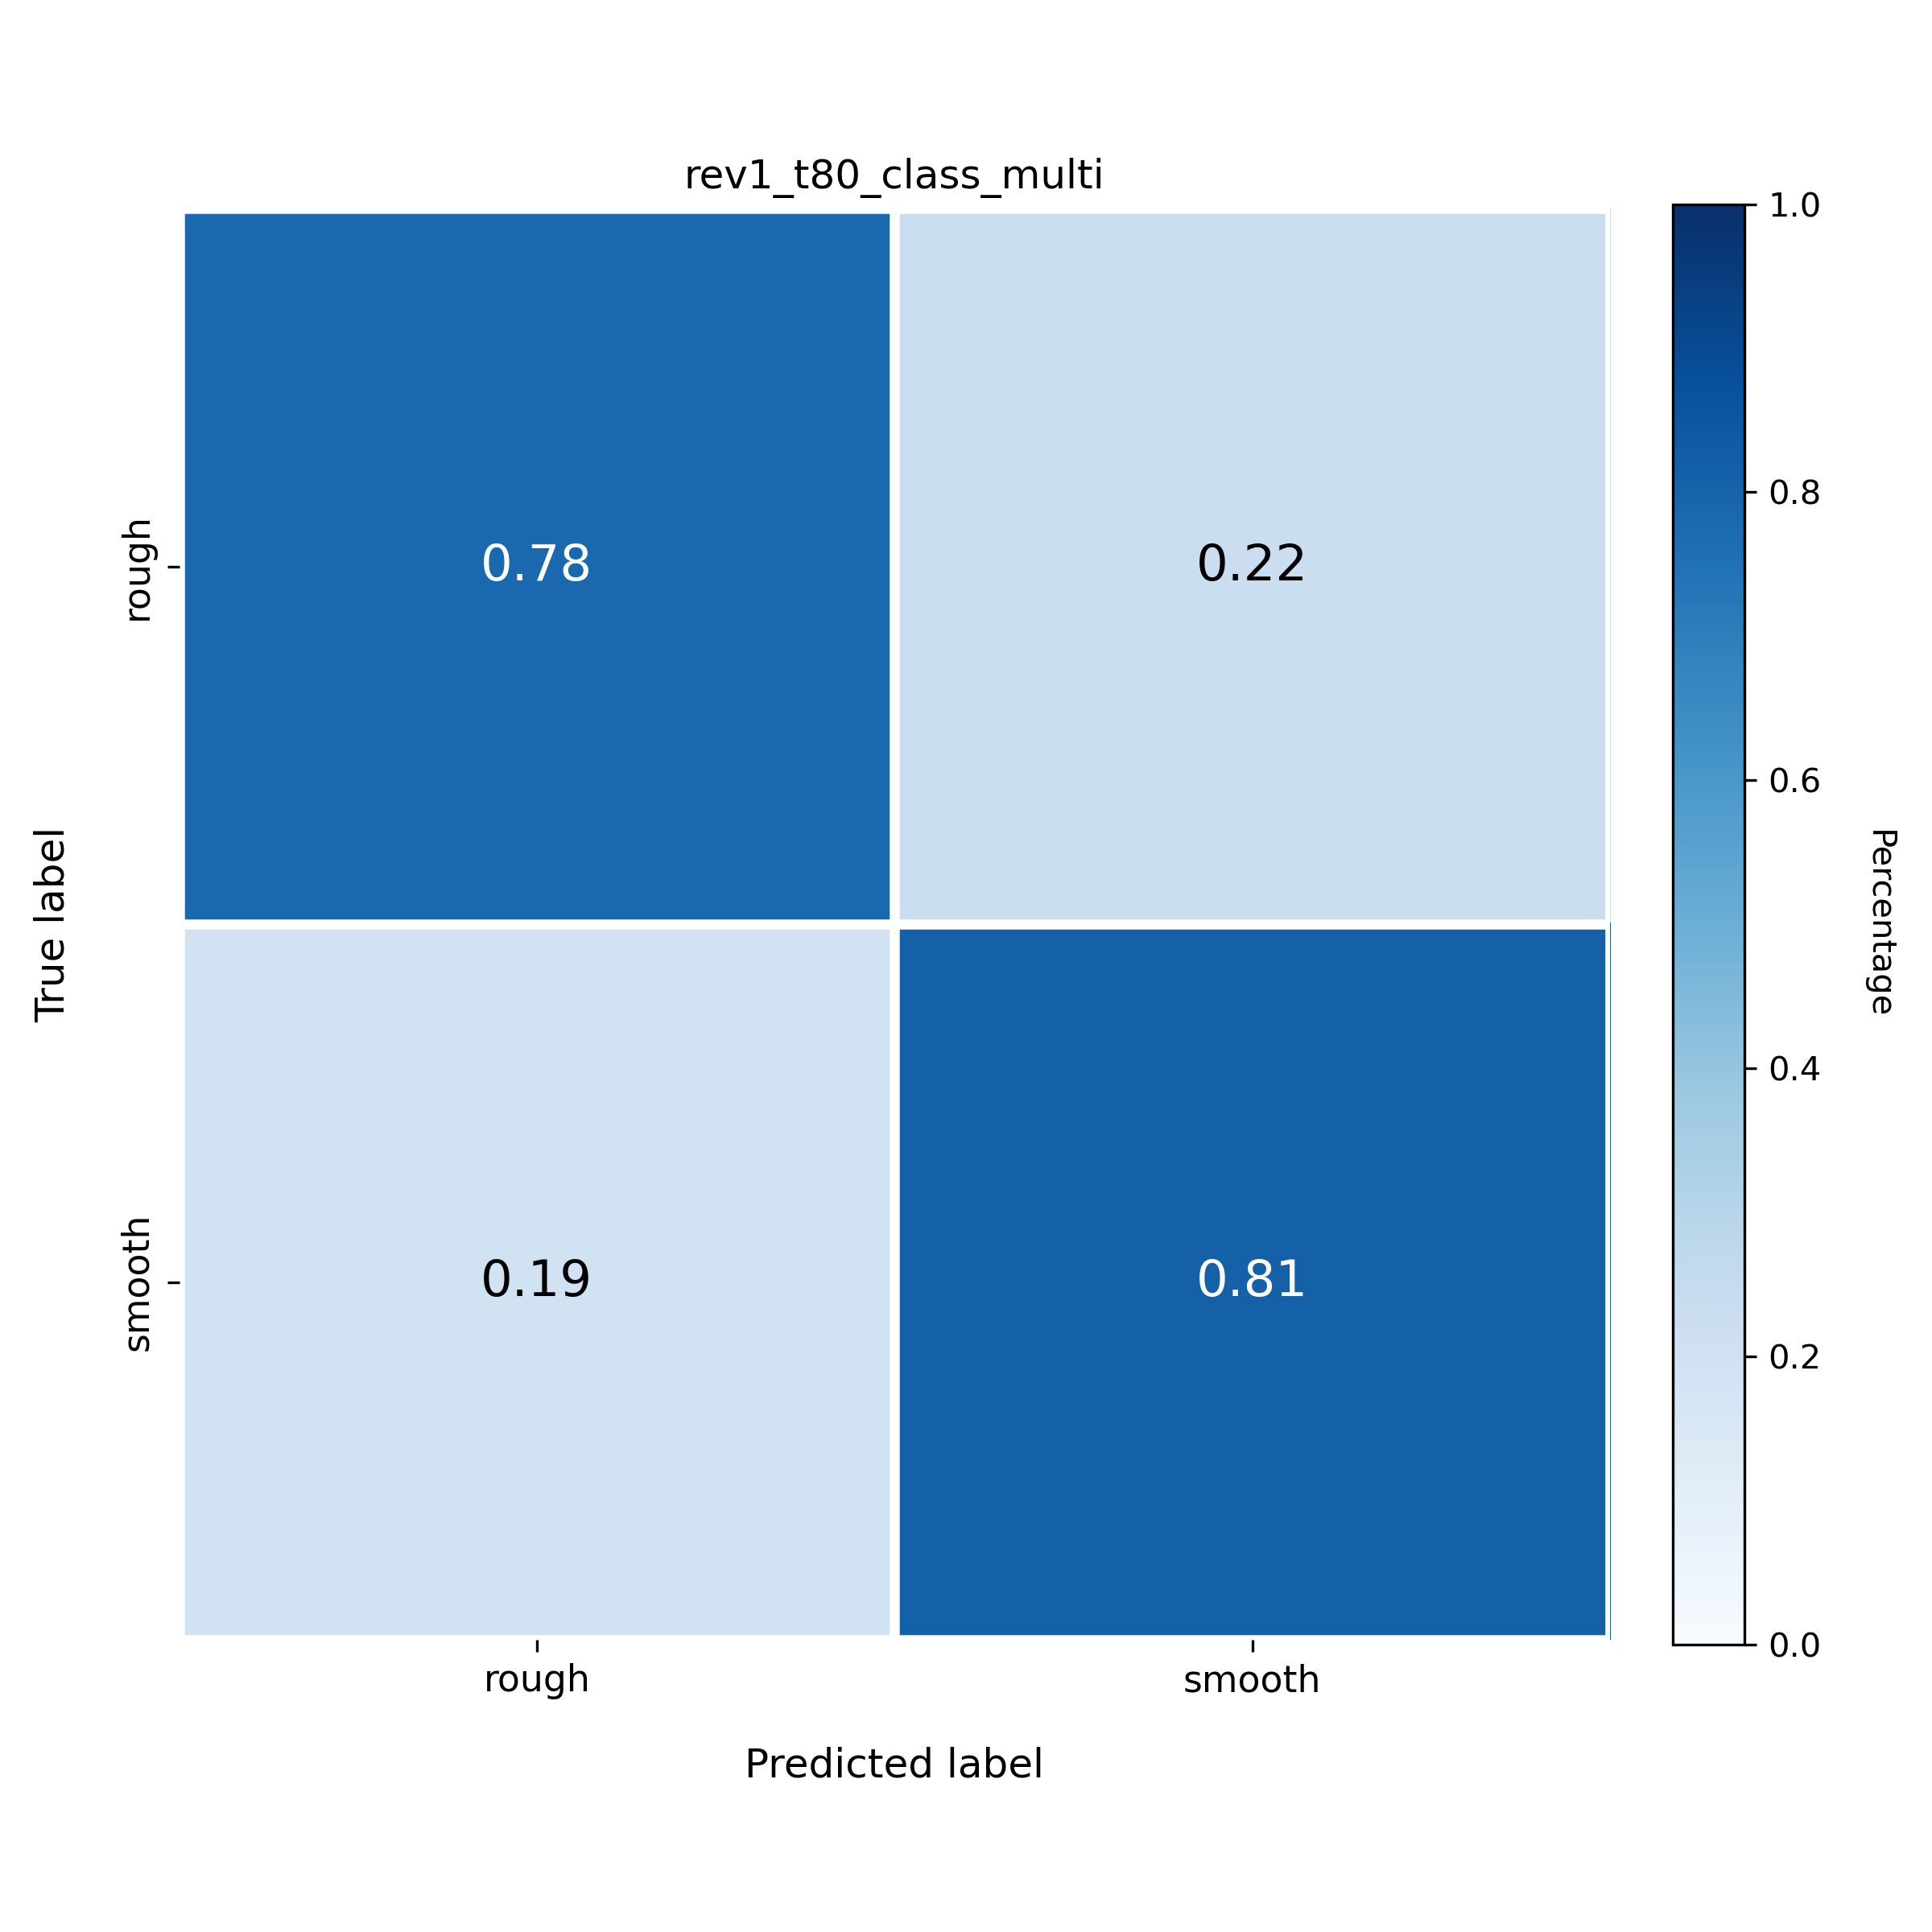 rev1_t80_class_multi
True label
rough
smooth
0.78
0.22
0.19
0.81
rough
smooth
Predicted label
1.0
0.8
0.6
0.4
0.2
0.0
Percentage